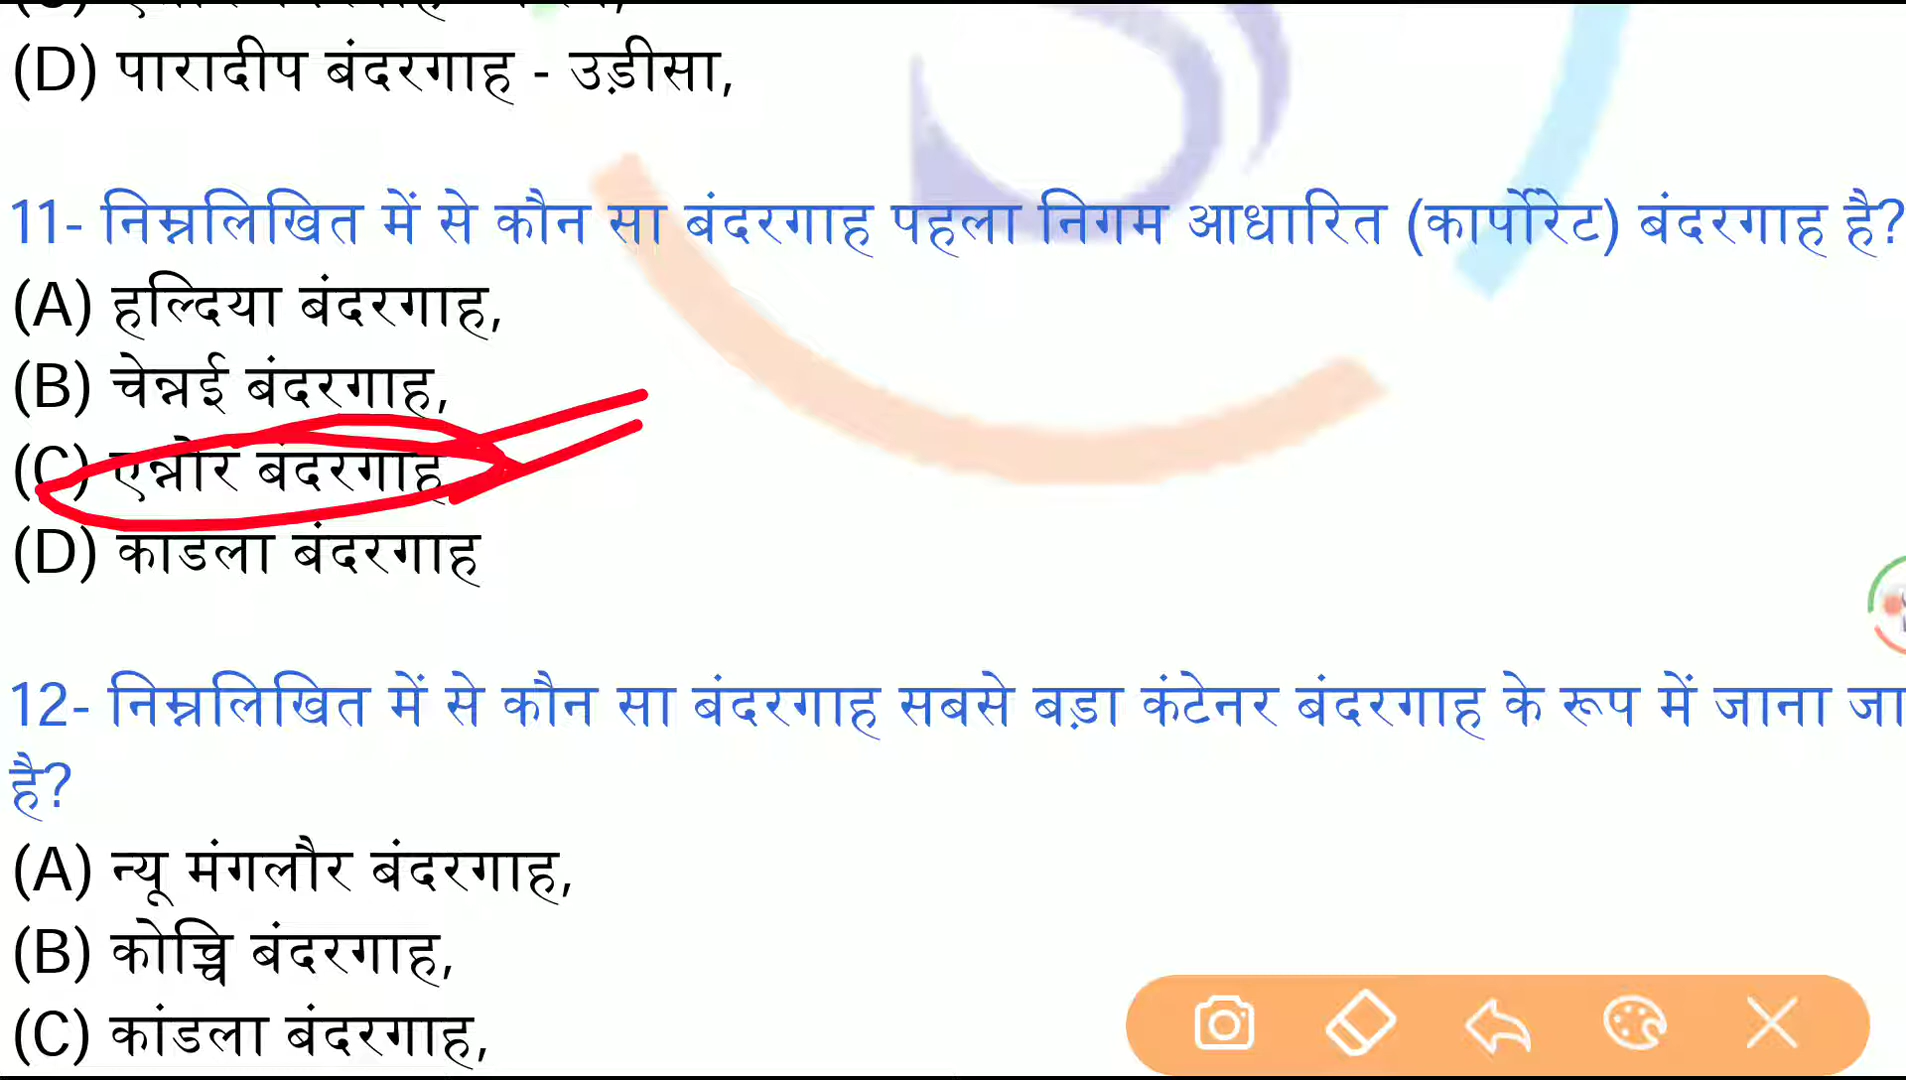 (D) पारादीप बंदरगाह - उड़ीसा,
11- निम्नलिखित में से कौन सा बंदरगाह पहला निगम आधारित (कार्पोरेट) बंदरगाह है?
(A) हल्दिया बंदरगाह,
(B) चेन्नई बंदरगाह,
(C) एन्नौर बंदरगाह
(D) कांडला बंदरगाह
12- निम्नलिखित में से कौन सा बंदरगाह सबसे बड़ा कंटेनर बंदरगाह के रूप में जाना जा
है?
(A) न्यू मंगलौर बंदरगाह,
(B) कोच्चि बंदरगाह,
(C) कांडला बंदरगाह,